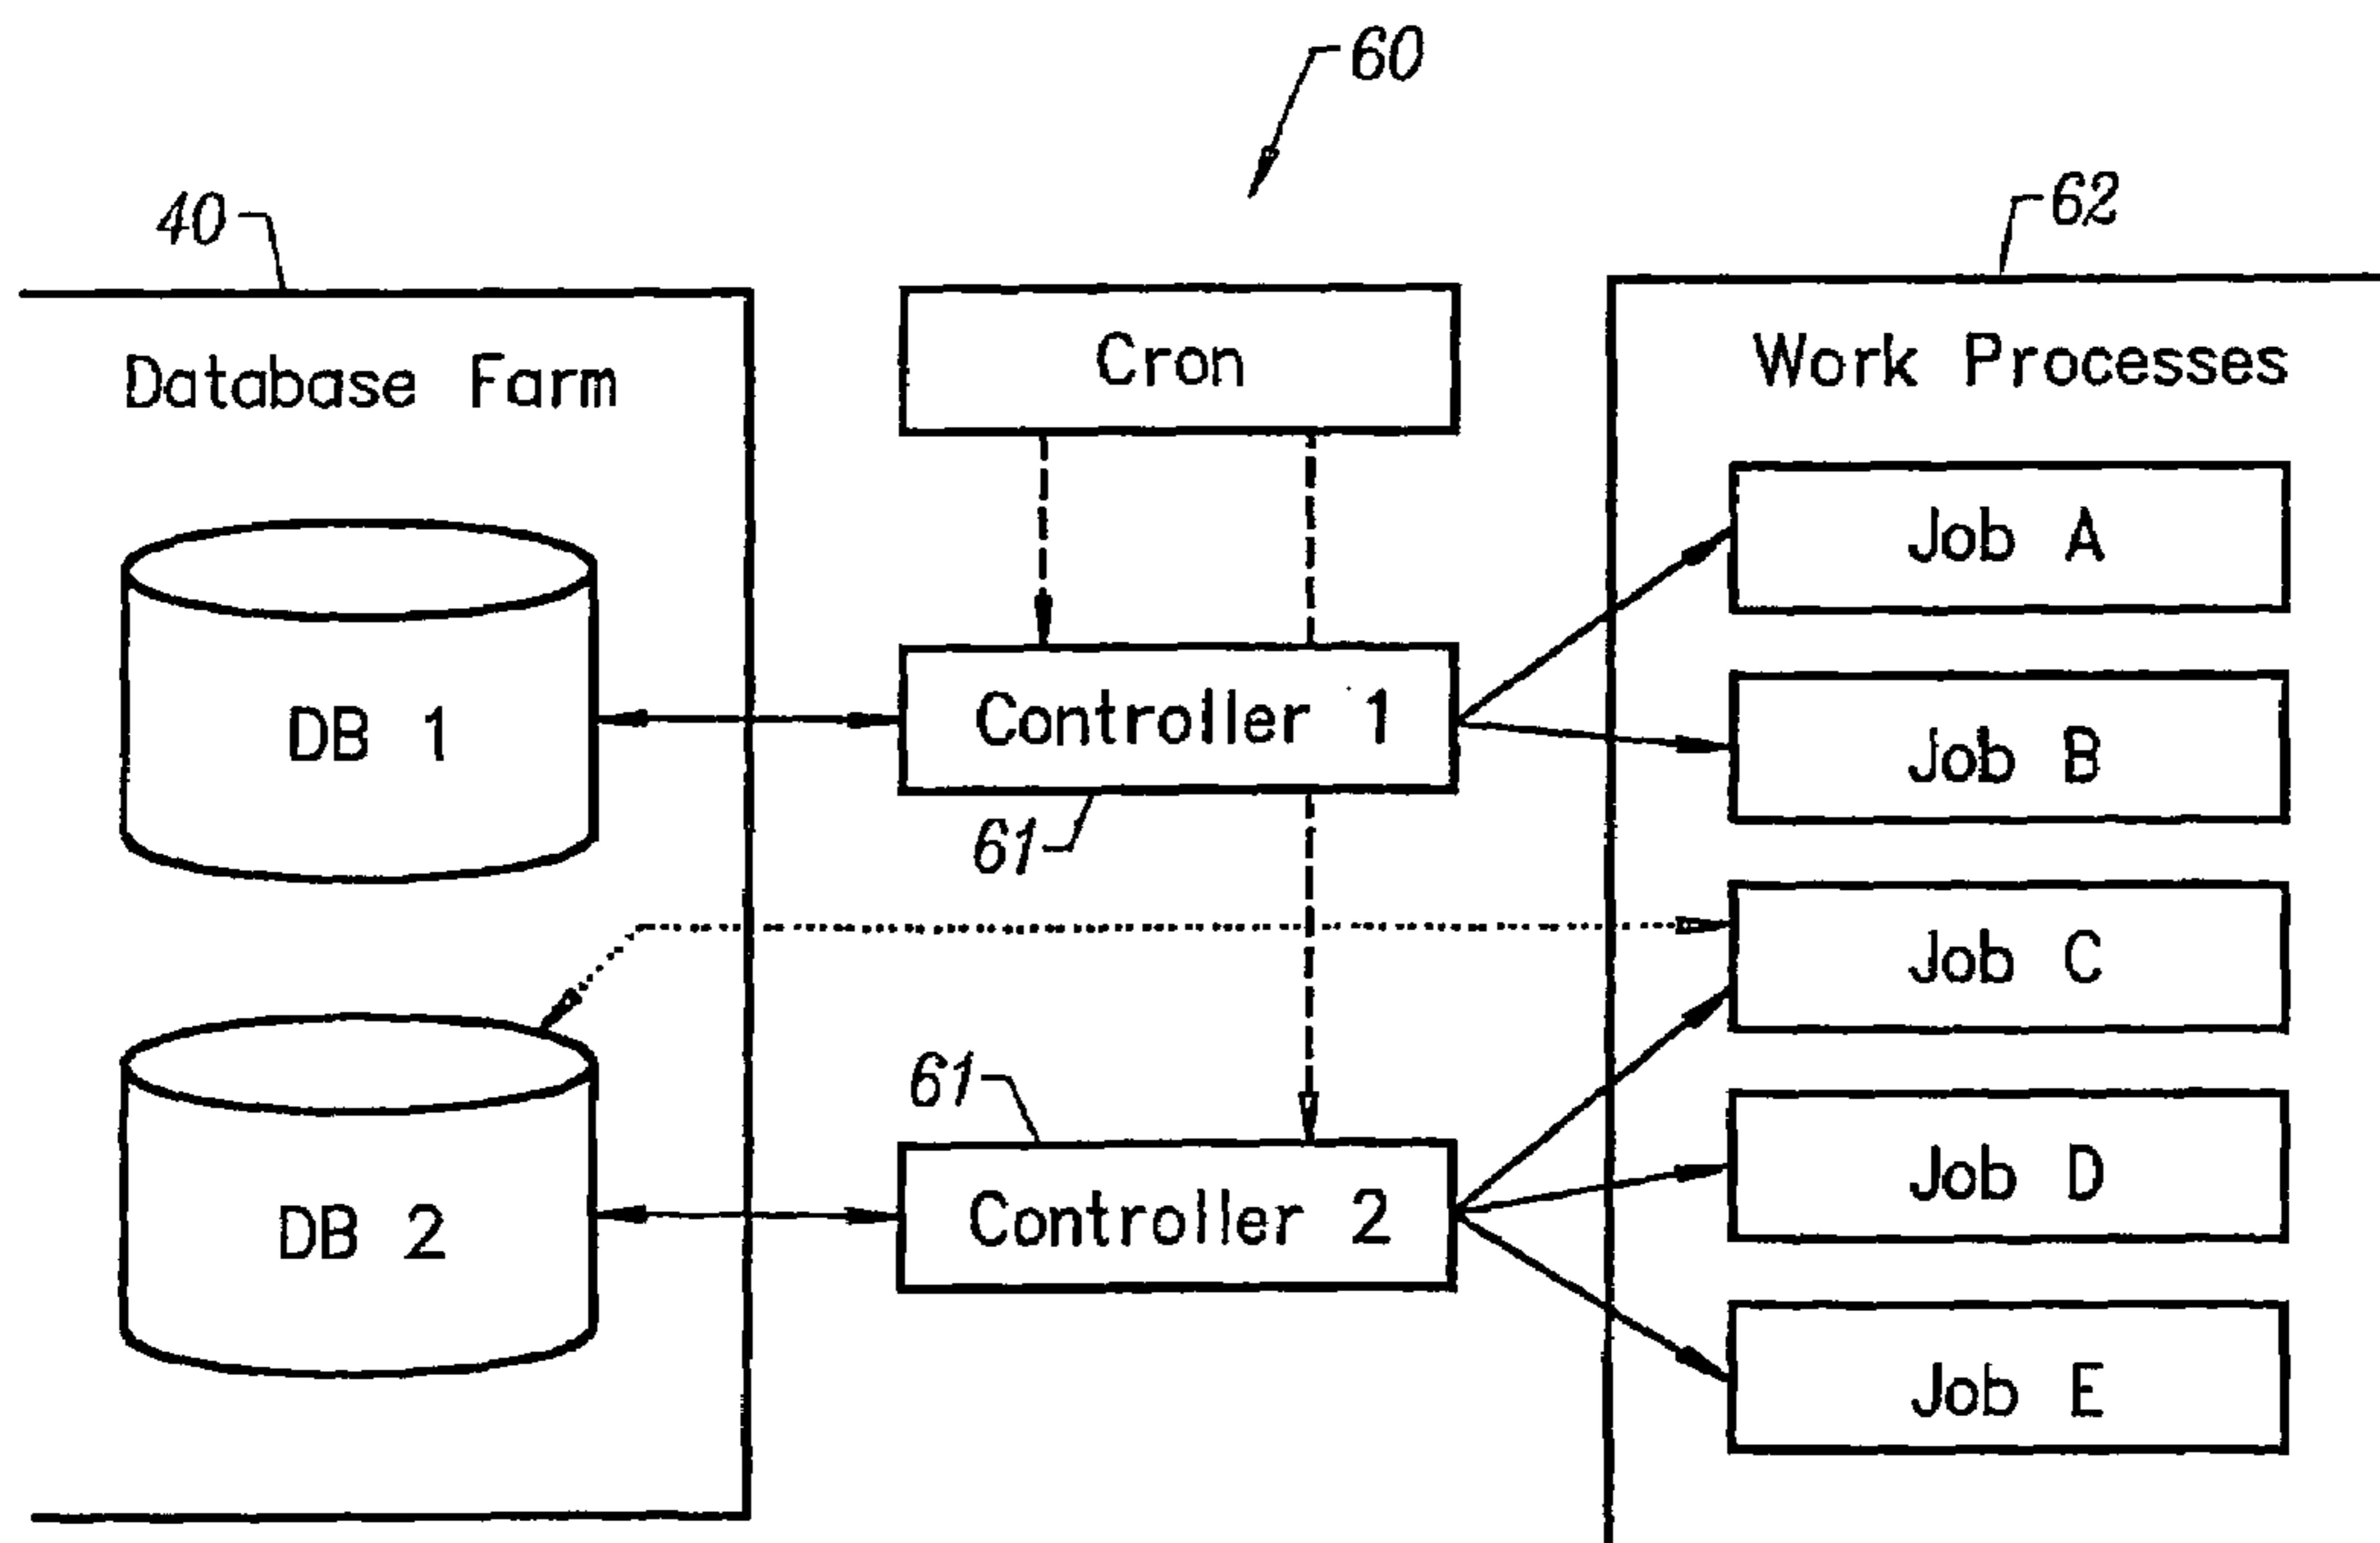 60
40
62
Database Farm
Cron
Work Processes
Job A
DB 1
Controller 1
Job B
61
Job C
61
Job D
DB 2
Controller 2
Job E